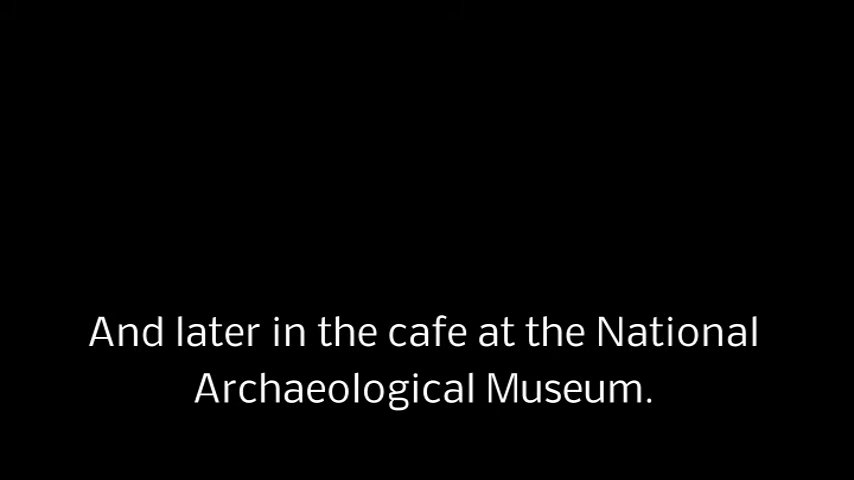 And later in the cafe at the National
Archaeological Museum.